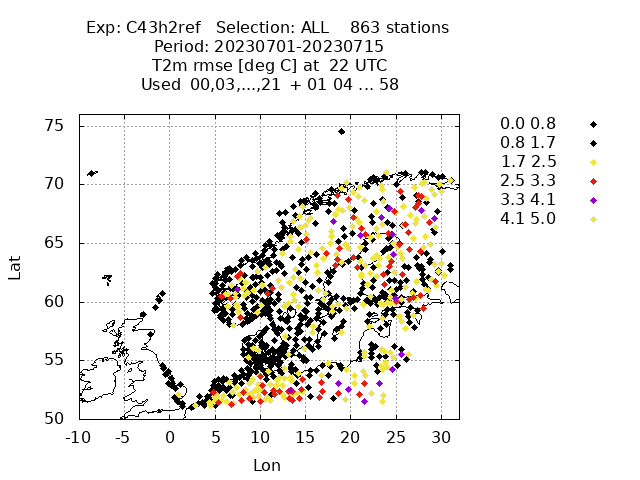 Exp: C43h2ref   Selection: ALL    863 stations
Period: 20230701-20230715
T2m rmse [deg C] at  22 UTC
Used  00,03,...,21  + 01 04 ... 58
0.0 0.8
0.8 1.7
1.7 2.5
2.5 3.3
3.3 4.1
4.1 5.0
75
70
65
60
55
50
Lat
-10 -5 0 5 10 15 20 25 30
Lon